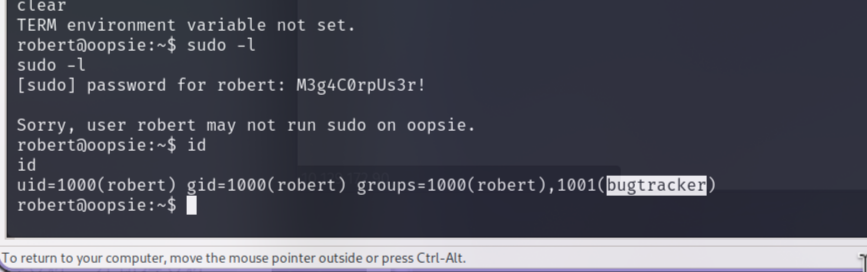 clear
TERM environment variable not set.
robert@oopsie:~$ sudo -l
sudo -l
[sudo] password for robert: M3g4C0rpUs3r!
Sorry, user robert may not run sudo on oopsie.
robert@oopsie:~$ id
id
uid=1000(robert) gid=1000(robert) groups=1000(robert),1001(bugtracker)
robert@oopsie:~$
To return to your computer, move the mouse pointer outside or press Ctrl-Alt.